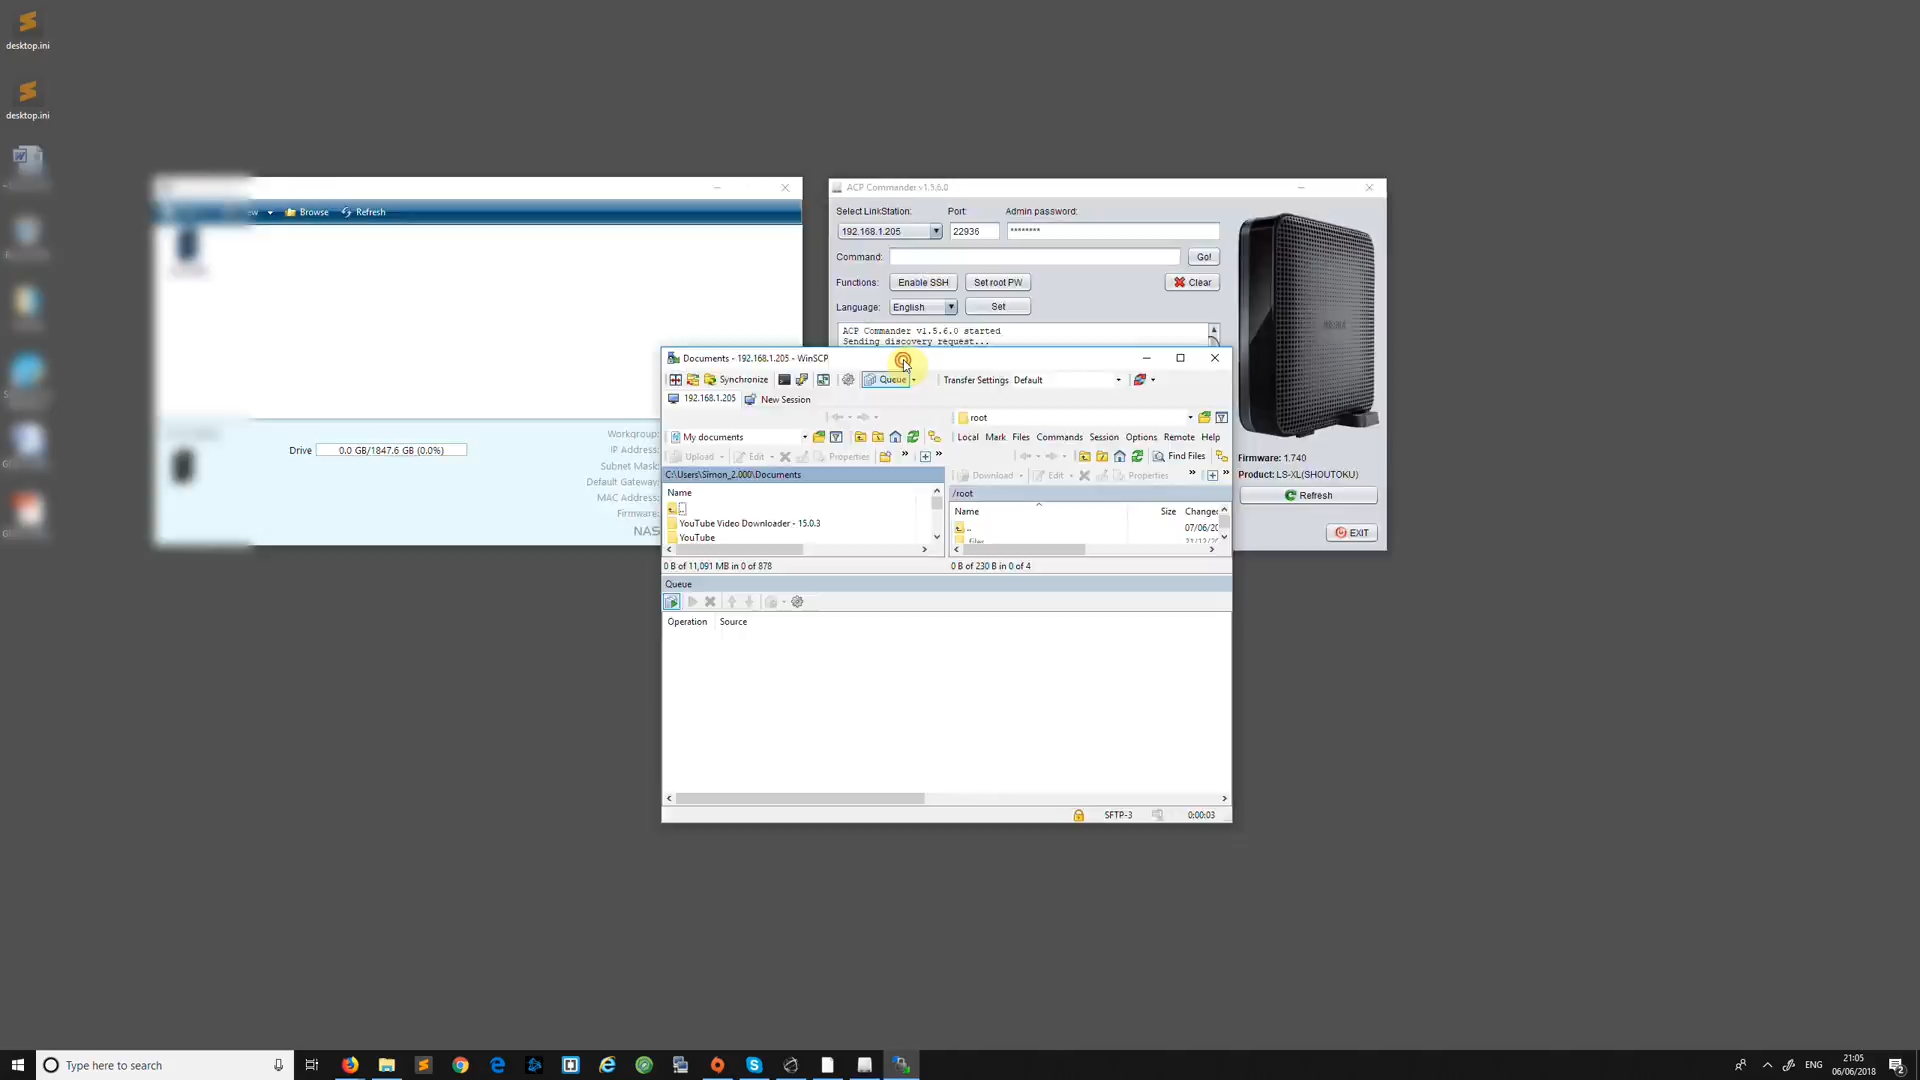 desktop.ini
desktop.ini
Browse
Refresh
Drive
0.0 GB/1847.6 GB (0.0%)
Workgroup:
IP Address:
Subnet Mask:
Default Gateway:
MAC Address:
Firmware:
NAS
ACP Commander v1.5.6.0
Select LinkStation:
Port:
Admin password:
192.168.1.205
22936
********
Command:
Go!
Functions:
Enable SSH
Set root PW
Clear
Language:
English
Set
ACP Commander v1.5.6.0 started
Sending discovery request...
Firmware: 1.740
Product: LS-XL(SHOUTOKU)
Refresh
EXIT
Documents - 192.168.1.205 - WinSCP
Synchronize
Queue
Transfer Settings Default
192.168.1.205
New Session
root
My documents
Local Mark Files Commands Session Options Remote Help
Upload
Edit
Properties
Find Files
C:\Users\Simon_2.000\Documents
Download
Edit
Properties
Name
/root
..
Name
Size
Changed
YouTube Video Downloader - 15.0.3
..
07/06/20
YouTube
files
0 B of 11,091 MB in 0 of 878
0 B of 230 B in 0 of 4
Queue
Operation
Source
SFTP-3
0:00:03
Type here to search
ENG
21:05
06/06/2018